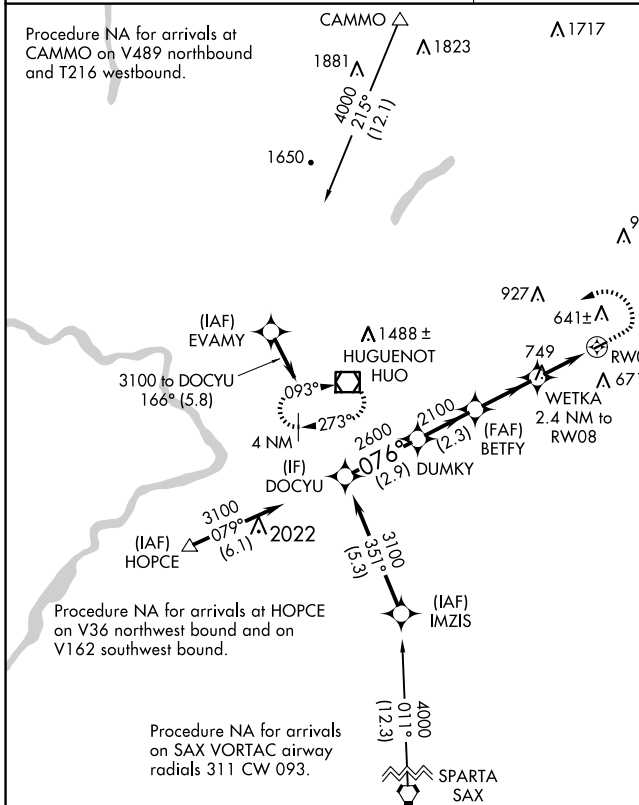 Procedure NA for arrivals at
CAMMO on V489 northbound
and T216 westbound.
CAMMO
1717
1823
1881
4000
215°
(12.1)
1650
9
927
641±
(IAF)
EVAMY
1488 ±
HUGUENOT
HUO
749
671
3100 to DOCYU
166° (5.8)
093°
273°
4 NM
WETKA
2.4 NM to
RW08
2600
076°
(2.9)
2100
(2.3)
(FAF)
BETFY
DUMKY
(IF)
DOCYU
3100
079°
(6.1)
2022
(IAF)
HOPCE
3100
351°
(5.3)
(IAF)
IMZIS
Procedure NA for arrivals at HOPCE
on V36 northwest bound and on
V162 southwest bound.
4000
011°
(12.3)
Procedure NA for arrivals
on SAX VORTAC airway
radials 311 CW 093.
SPARTA
SAX